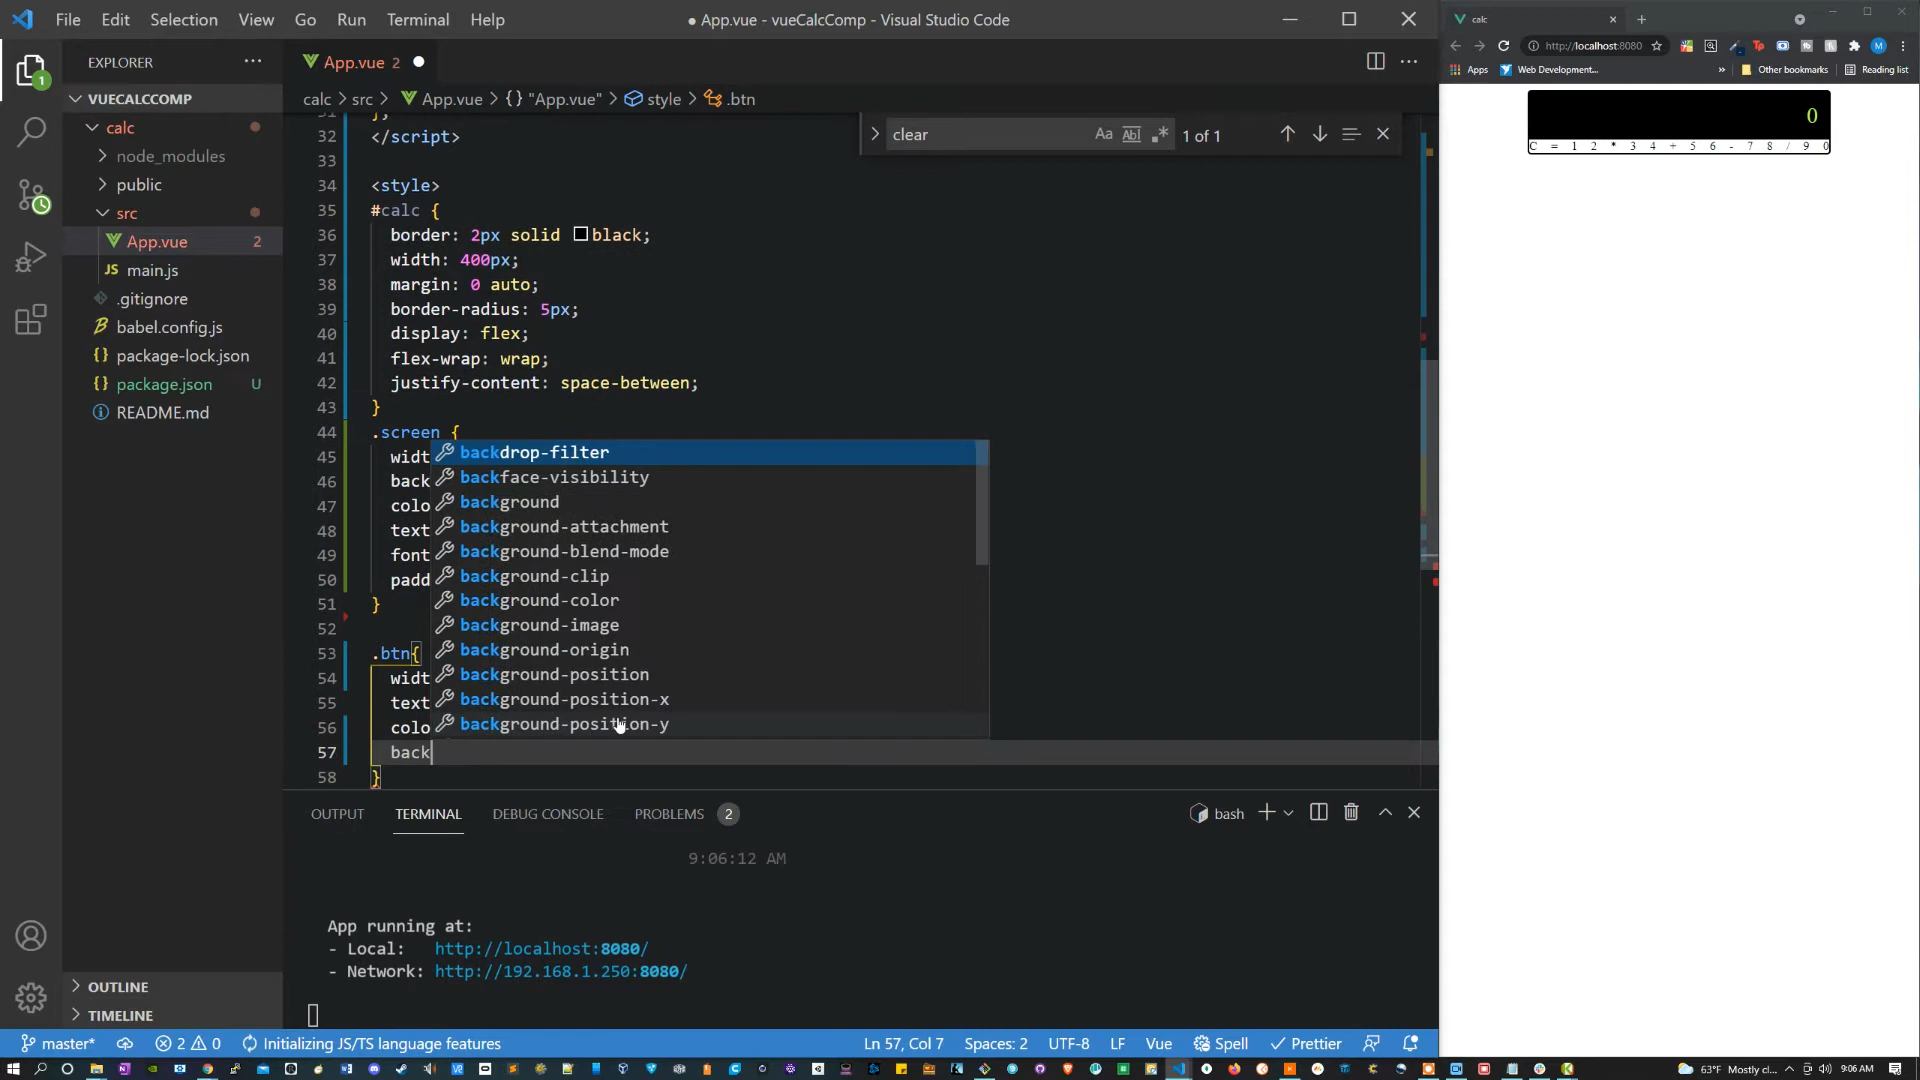 File Edit Selection View Go Run Terminal Help
● App.vue - vueCalcComp - Visual Studio Code
EXPLORER ...
VUECALCCOMP
calc
node_modules
public
src
App.vue 2
JS main.js
.gitignore
babel.config.js
{} package-lock.json
{} package.json U
README.md
OUTLINE
TIMELINE
App.vue 2 ●
calc > src > App.vue > {} "App.vue" > style > .btn
clear
Aa Abl .* 1 of 1
31 };
32 </script>
33
34 <style>
35 #calc {
36 border: 2px solid black;
37 width: 400px;
38 margin: 0 auto;
39 border-radius: 5px;
40 display: flex;
41 flex-wrap: wrap;
42 justify-content: space-between;
43 }
44 .screen {
45 widt
46 back
47 colo
48 text
49 font
50 padd
51 }
52
53 .btn{
54 widt
55 text
56 colo
57 back
58 }
backdrop-filter
backface-visibility
background
background-attachment
background-blend-mode
background-clip
background-color
background-image
background-origin
background-position
background-position-x
background-position-y
OUTPUT TERMINAL DEBUG CONSOLE PROBLEMS 2
bash
9:06:12 AM
App running at:
- Local: http://localhost:8080/
- Network: http://192.168.1.250:8080/
master* 2 0 Initializing JS/TS language features
Ln 57, Col 7 Spaces: 2 UTF-8 LF Vue Spell Prettier
calc
http://localhost:8080
M
Apps Web Development... » Other bookmarks Reading list
0
C = 1 2 * 3 4 + 5 6 - 7 8 / 9 0
63°F Mostly cl... 9:06 AM